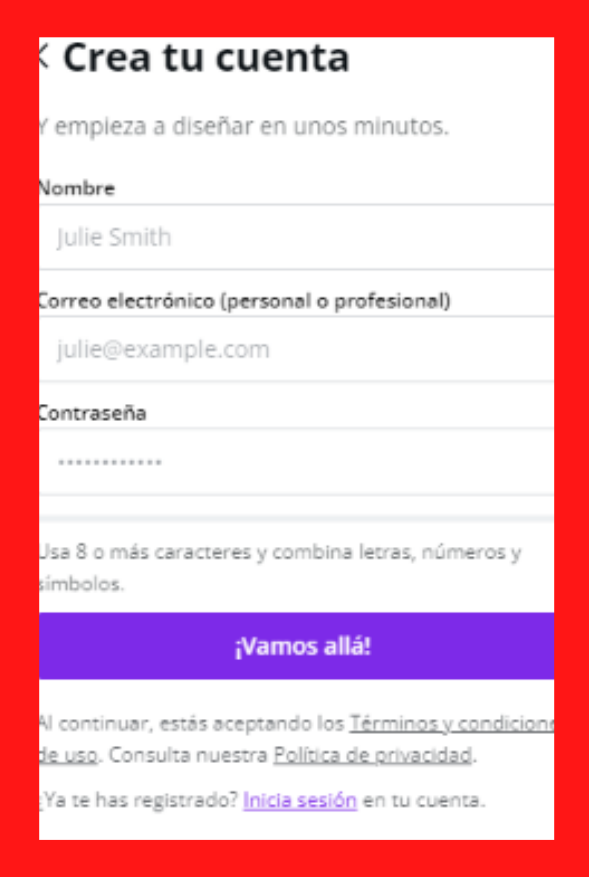 Crea tu cuenta
Y empieza a diseñar en unos minutos.
Nombre
Julie Smith
Correo electrónico (personal o profesional)
julie@example.com
Contraseña
••••••••••••
Usa 8 o más caracteres y combina letras, números y
símbolos.
¡Vamos allá!
Al continuar, estás aceptando los Términos y condicione
de uso. Consulta nuestra Política de privacidad.
¿Ya te has registrado? Inicia sesión en tu cuenta.